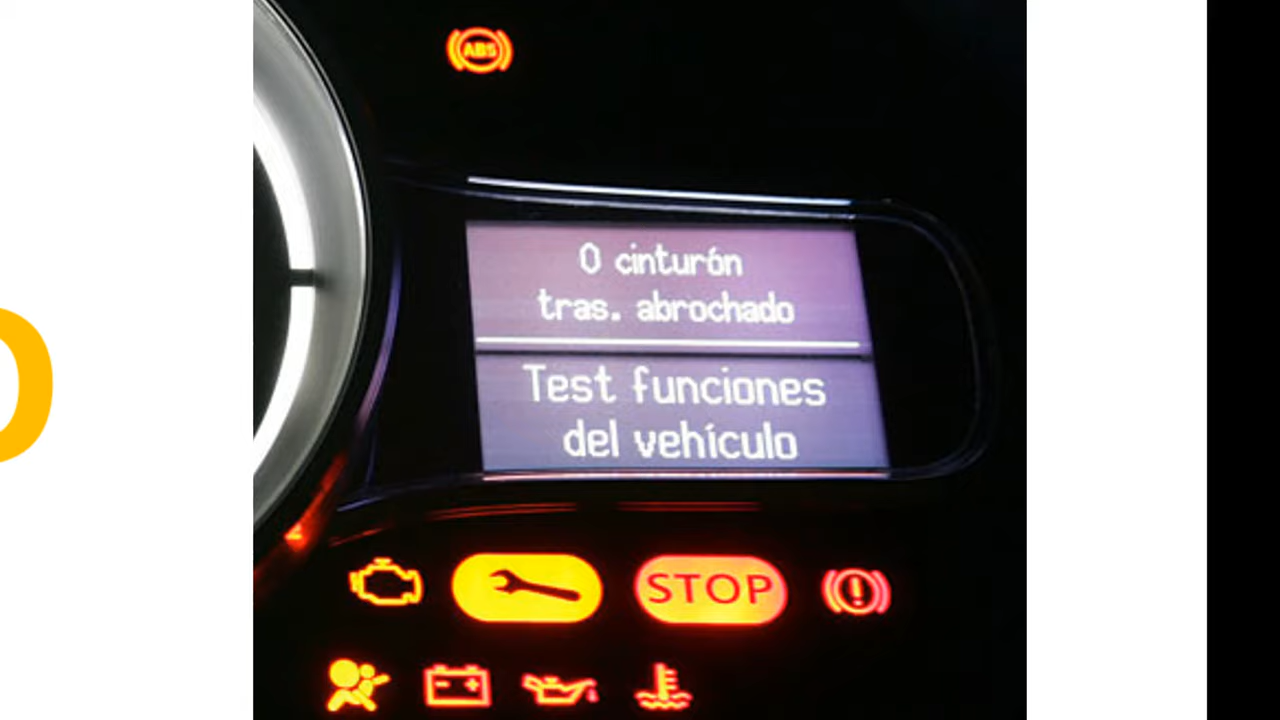 ABS
0 cinturón
tras. abrochado
Test funciones
del vehículo
STOP